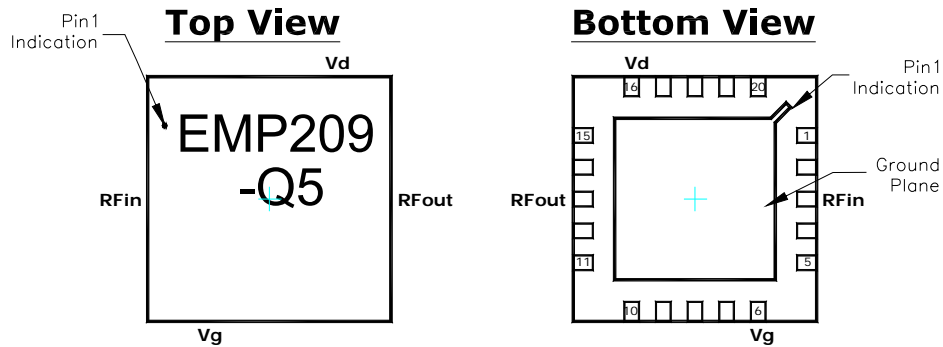 Top View
Pin1
Indication
Vd
EMP209
-Q5
RFin
RFout
Vg
Bottom View
Vd
Pin1
Indication
16
20
15
1
Ground
Plane
RFout
RFin
11
5
10
6
Vg